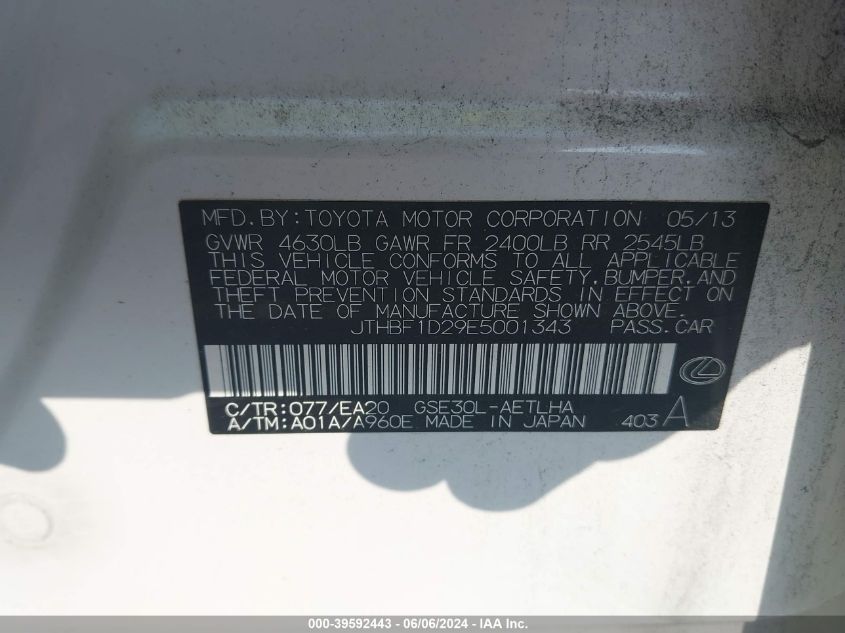 MFD. BY: TOYOTA MOTOR CORPORATION 05/13
GVWR 4630LB GAWR FR 2400LB RR 2545LB
THIS VEHICLE CONFORMS TO ALL APPLICABLE
FEDERAL MOTOR VEHICLE SAFETY, BUMPER, AND
THEFT PREVENTION STANDARDS IN EFFECT ON
THE DATE OF MANUFACTURE SHOWN ABOVE.
JTHBF1D29E5001343 PASS. CAR
C/TR: 077/EA20 GSE30L-AETLHA
A/TM: A01A/A960E MADE IN JAPAN 403 A
000-39592443 - 06/06/2024 - © IAA Holdings, LLC.